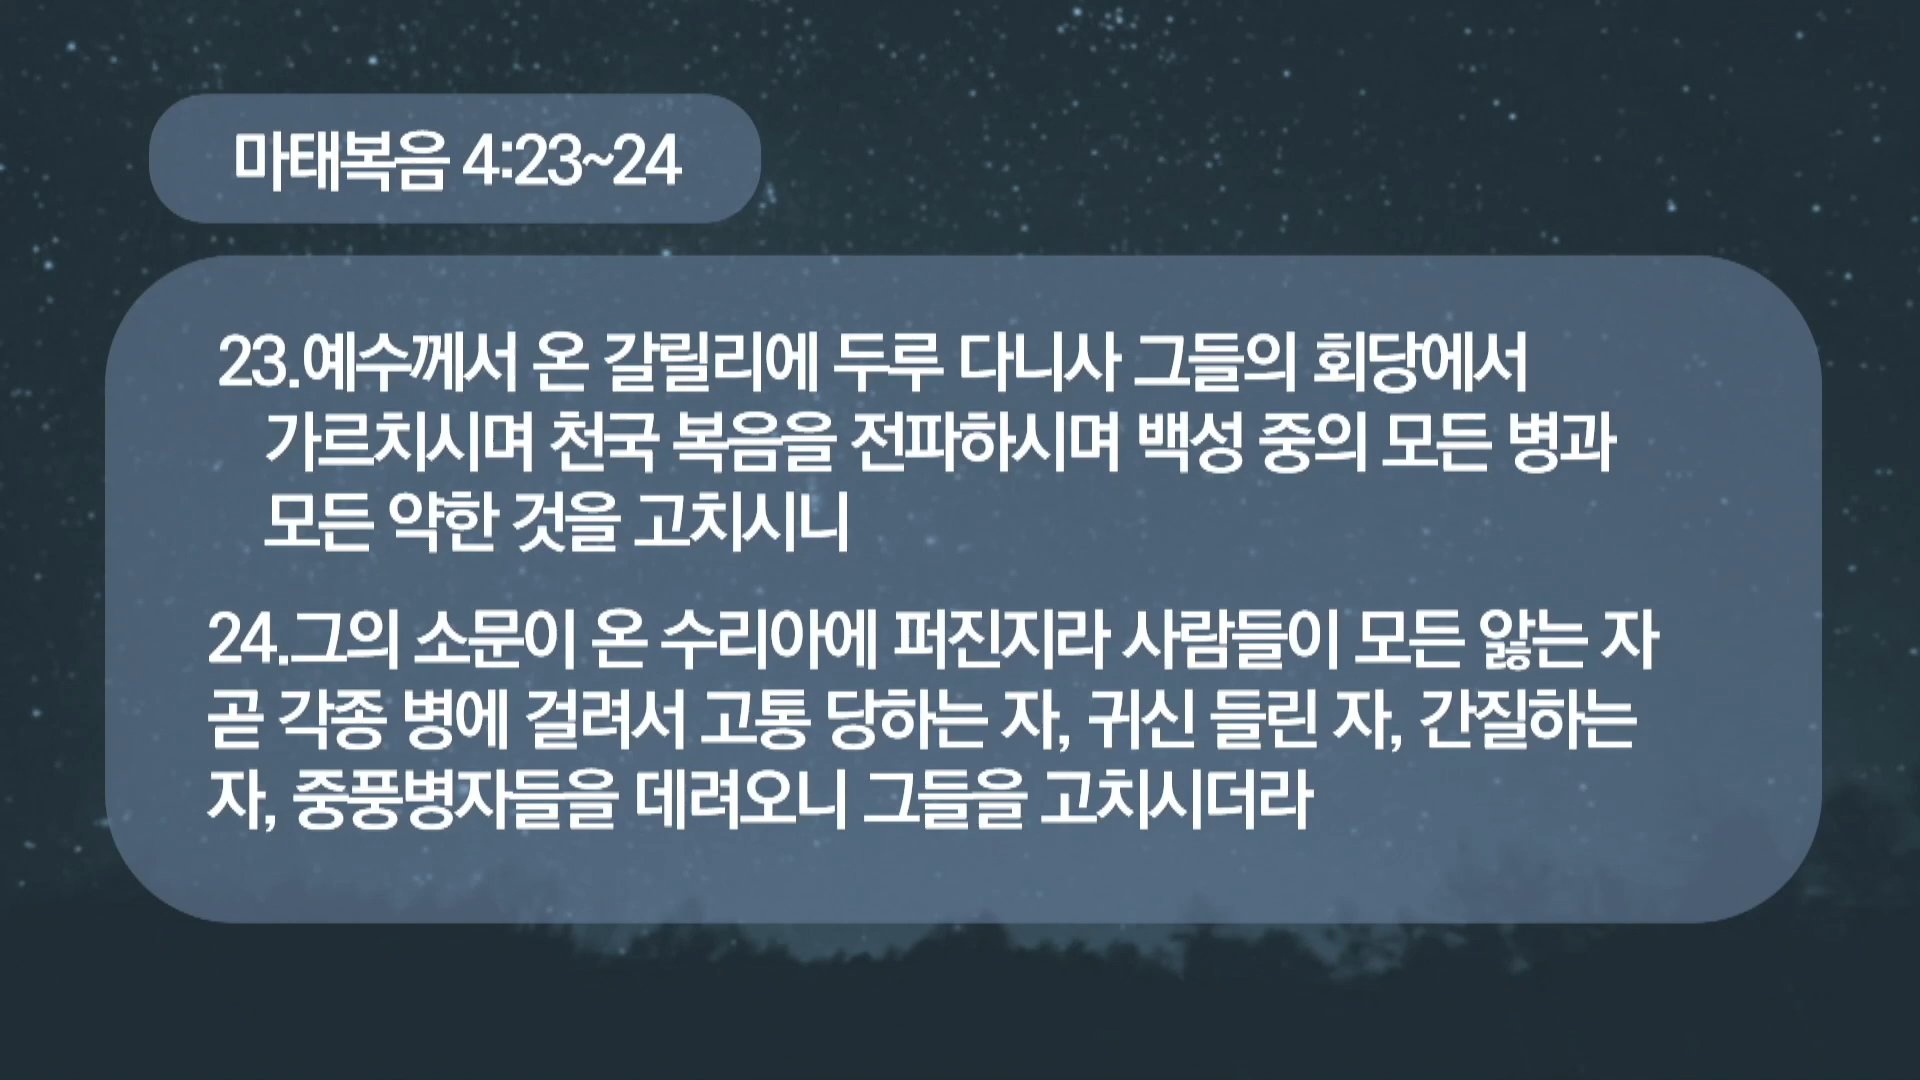 마태복음 4:23~24
23.예수께서 온 갈릴리에 두루 다니사 그들의 회당에서
가르치시며 천국 복음을 전파하시며 백성 중의 모든 병과
모든 약한 것을 고치시니
24.그의 소문이 온 수리아에 퍼진지라 사람들이 모든 앓는 자
곧 각종 병에 걸려서 고통 당하는 자, 귀신 들린 자, 간질하는
자, 중풍병자들을 데려오니 그들을 고치시더라